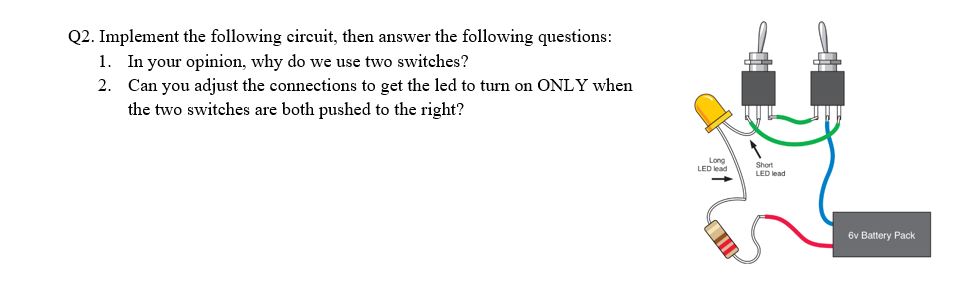 Q2. Implement the following circuit, then answer the following questions:
1. In your opinion, why do we use two switches?
2. Can you adjust the connections to get the led to turn on ONLY when
the two switches are both pushed to the right?
Long
LED lead
Short
LED lead
6v Battery Pack